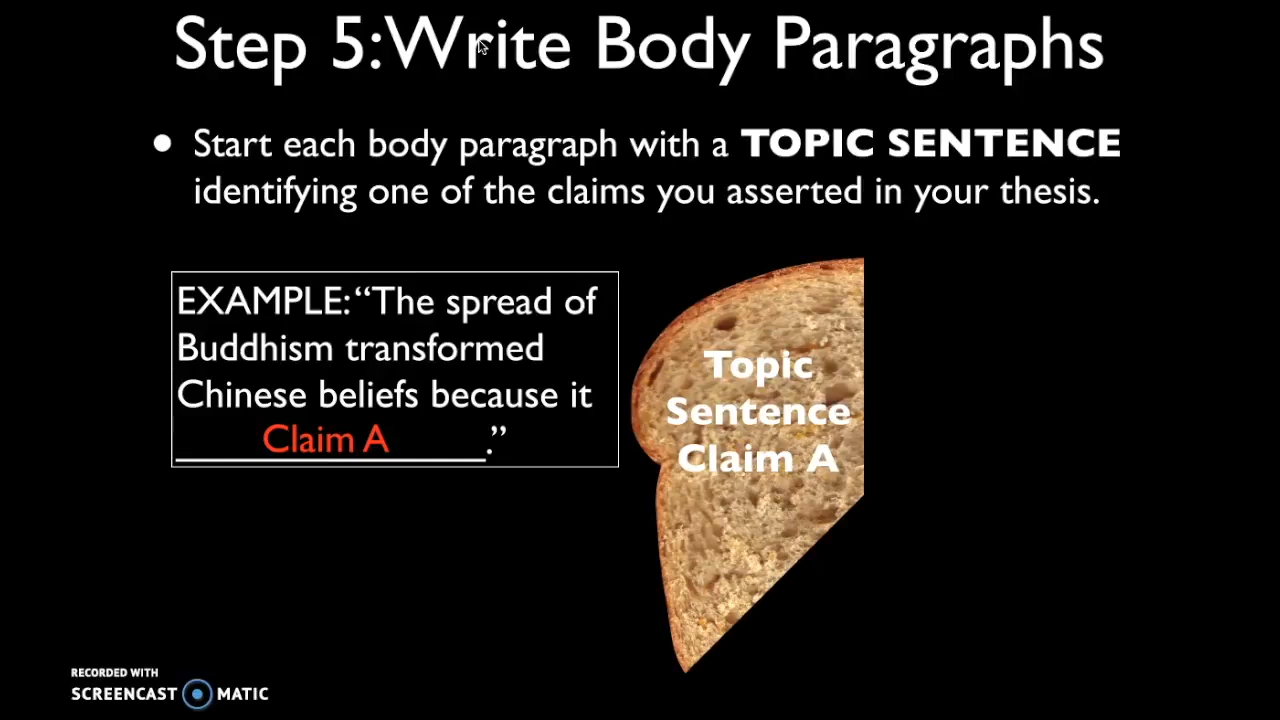 Step 5: Write Body Paragraphs
• Start each body paragraph with a TOPIC SENTENCE
identifying one of the claims you asserted in your thesis.
EXAMPLE: “The spread of
Buddhism transformed
Chinese beliefs because it
Claim A.”
Topic
Sentence
Claim A
RECORDED WITH
SCREENCAST MATIC